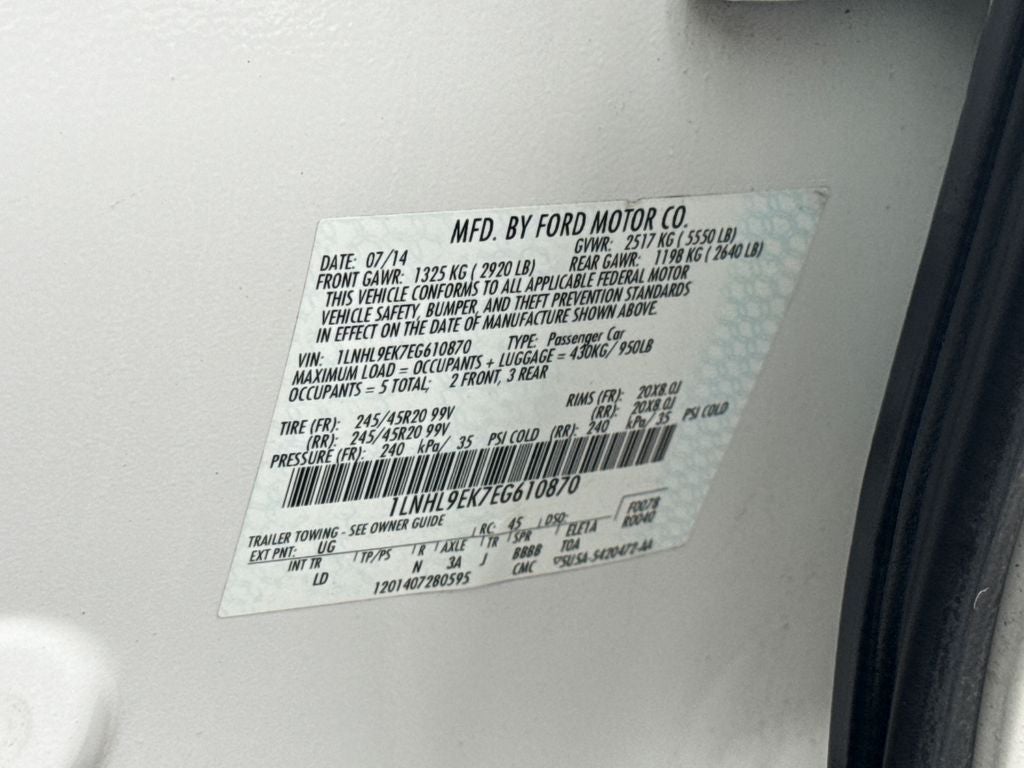 MFD. BY FORD MOTOR CO.
DATE: 07/14 GVWR: 2517 KG ( 5550 LB)
FRONT GAWR: 1325 KG ( 2920 LB) REAR GAWR: 1198 KG ( 2640 LB)
THIS VEHICLE CONFORMS TO ALL APPLICABLE FEDERAL MOTOR
VEHICLE SAFETY, BUMPER, AND THEFT PREVENTION STANDARDS
IN EFFECT ON THE DATE OF MANUFACTURE SHOWN ABOVE.
VIN: 1LNHL9EK7EG610870 TYPE: Passenger Car
MAXIMUM LOAD = OCCUPANTS + LUGGAGE = 430KG/ 950LB
OCCUPANTS = 5 TOTAL; 2 FRONT, 3 REAR
TIRE (FR): 245/45R20 99V RIMS (FR): 20X8.0J
(RR): 245/45R20 99V (RR): 20X8.0J
PRESSURE (FR): 240 kPa/ 35 PSI COLD (RR): 240 kPa/ 35 PSI COLD
1LNHL9EK7EG610870
TRAILER TOWING - SEE OWNER GUIDE
EXT PNT: UG RC: 45 DSO: F0078
R0040
INT TR TP/PS R AXLE TR SPR ELE1A
LD N 3A J BBBB TOA
1201407280595 CMC